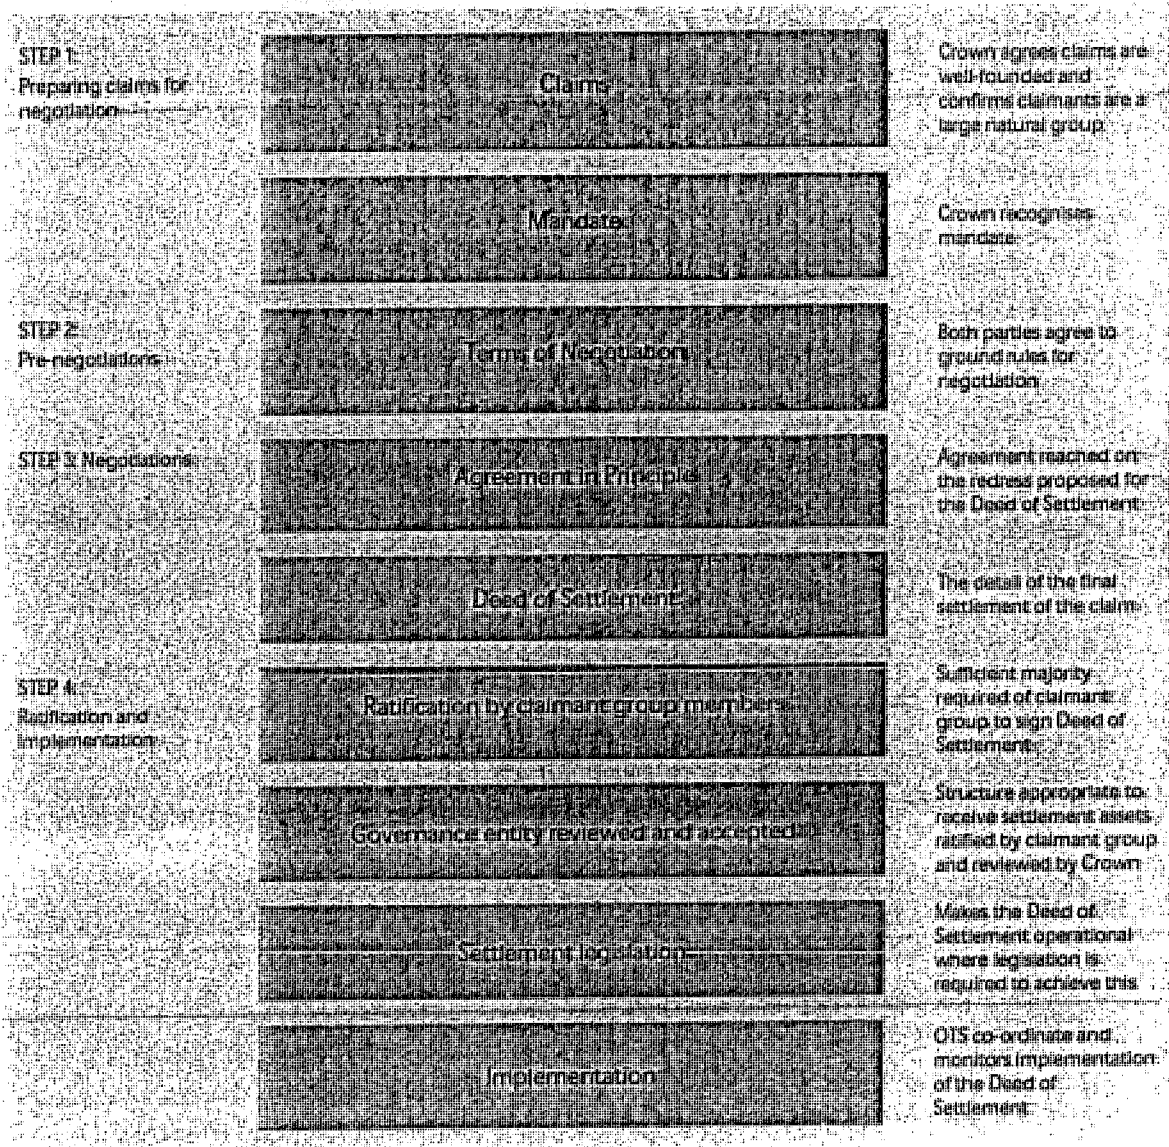 STEP 1:
Preparing claims for
negotiation
Claims
Crown agrees claims are
well-founded and
confirms claimants are a
large natural group
Mandate
Crown recognises
mandate
STEP 2:
Pre-negotiations
Terms of Negotiation
Both parties agree to
ground rules for
negotiation
STEP 3: Negotiations
Agreement in Principle
Agreement reached on
the redress proposed for
the Deed of Settlement
Deed of Settlement
The detail of the final
settlement of the claim
STEP 4:
Ratification and
Implementation
Ratification by claimant group members
Sufficient majority
required of claimant
group to sign Deed of
Settlement
Governance entity reviewed and accepted
Structure appropriate to
receive settlement assets
ratified by claimant group
and reviewed by Crown
Settlement legislation
Makes the Deed of
Settlement operational
where legislation is
required to achieve this
Implementation
OTS co-ordinate and
monitors implementation
of the Deed of
Settlement